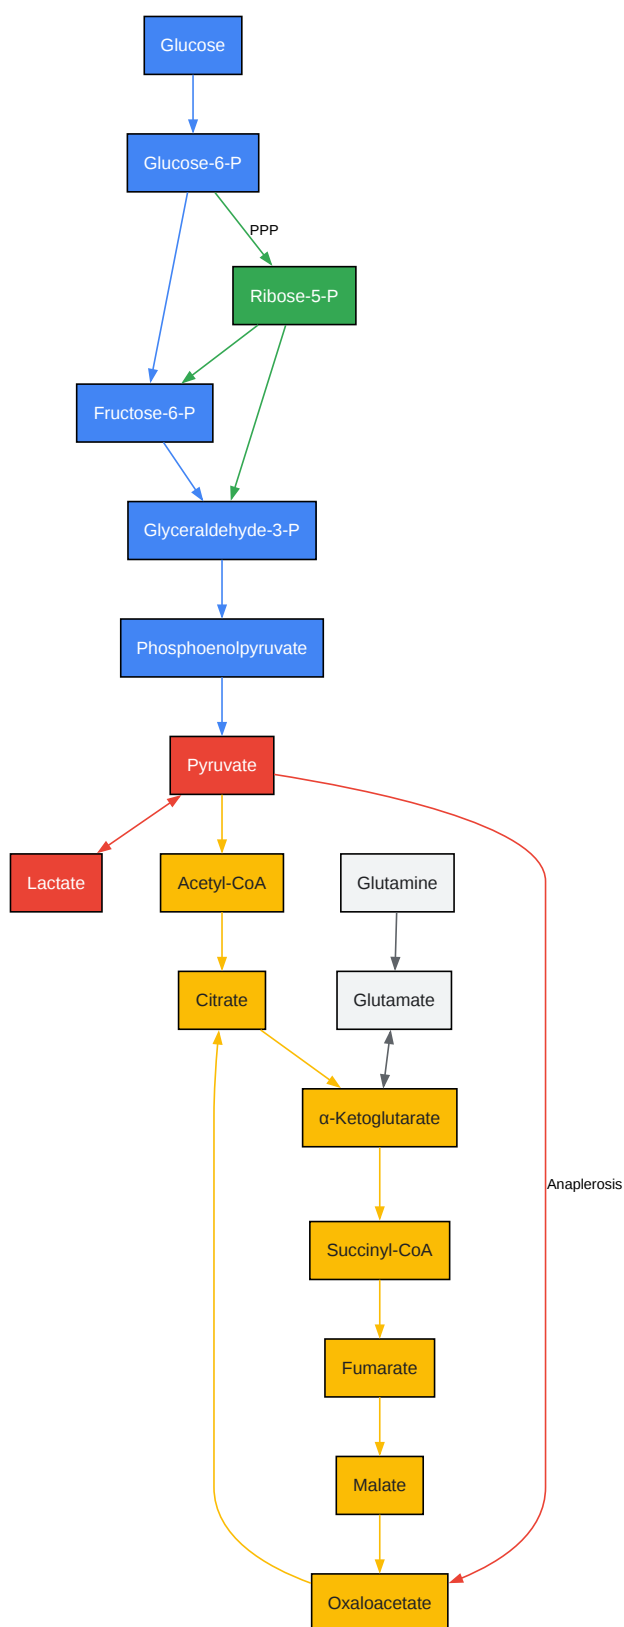 Glucose
Glucose-6-P
PPP
Ribose-5-P
Fructose-6-P
Glyceraldehyde-3-P
Phosphoenolpyruvate
Pyruvate
Lactate
Acetyl-CoA
Glutamine
Citrate
Glutamate
α-Ketoglutarate
Anaplerosis
Succinyl-CoA
Fumarate
Malate
Oxaloacetate